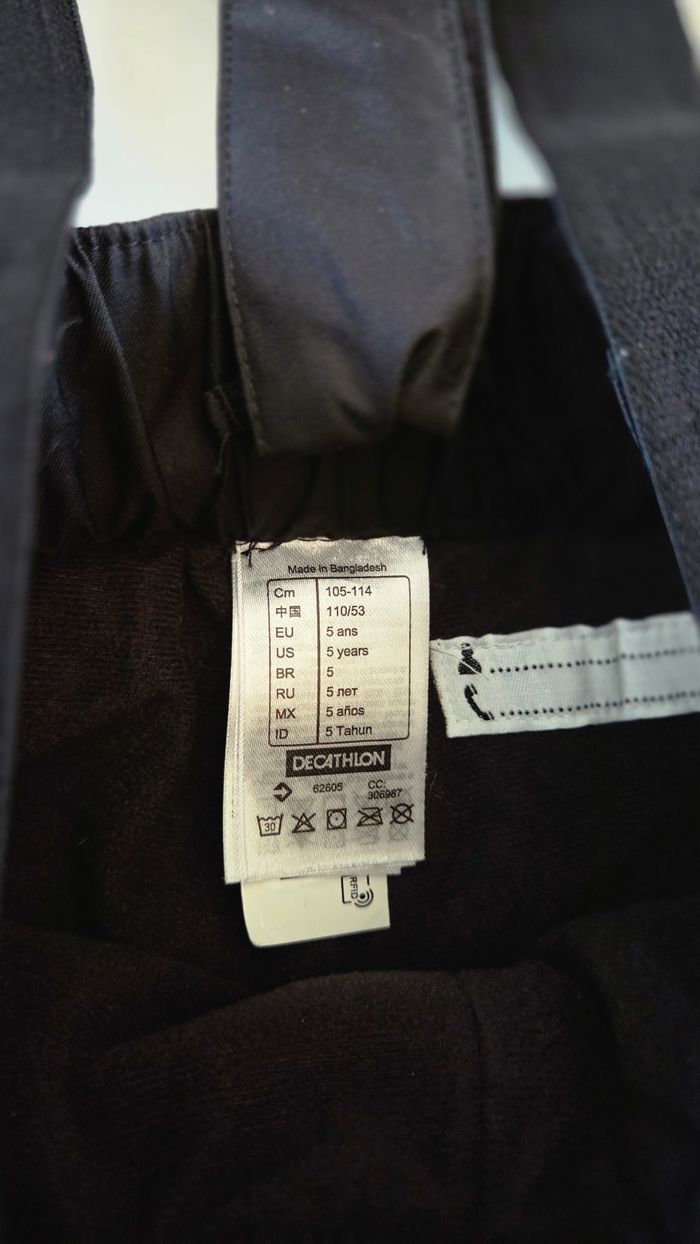 Made in Bangladesh
Cm 105-114
中国 110/53
EU 5 ans
US 5 years
BR 5
RU 5 лет
MX 5 años
ID 5 Tahun
DECATHLON
62605 CC: 306987
30
RFID